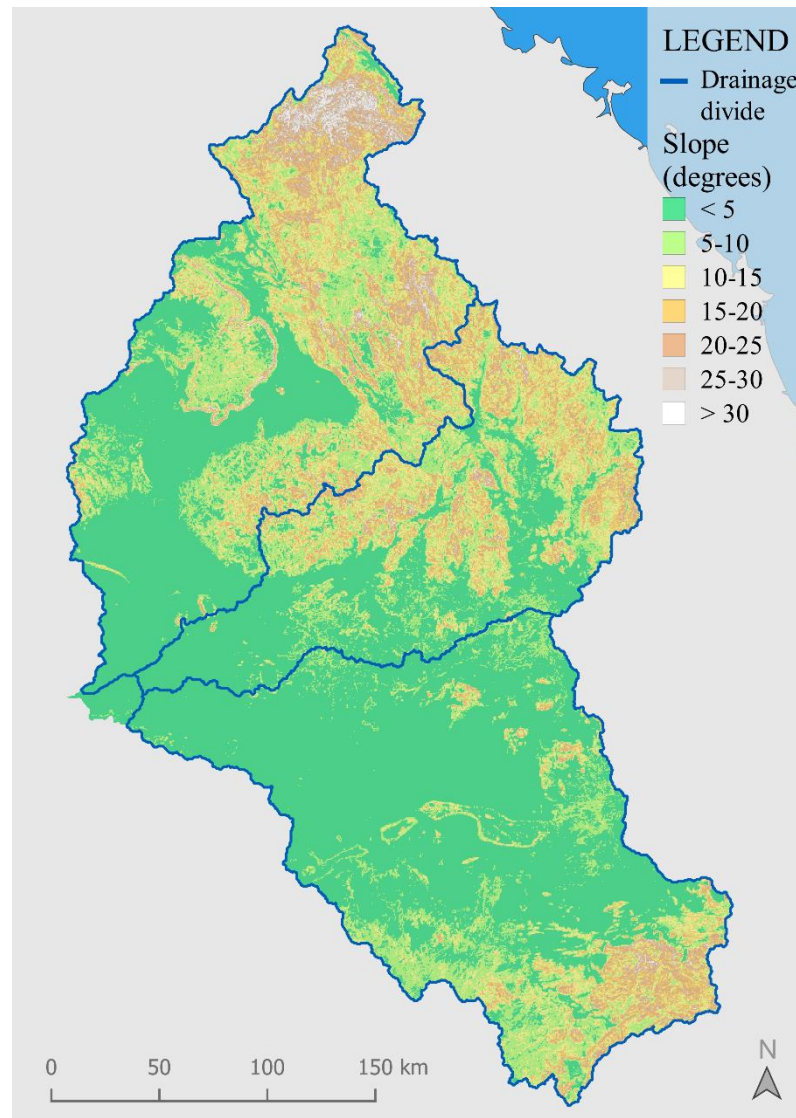 LEGEND
Drainage
divide
Slope
(degrees)
< 5
5-10
10-15
15-20
20-25
25-30
> 30
0 50 100 150 km
N